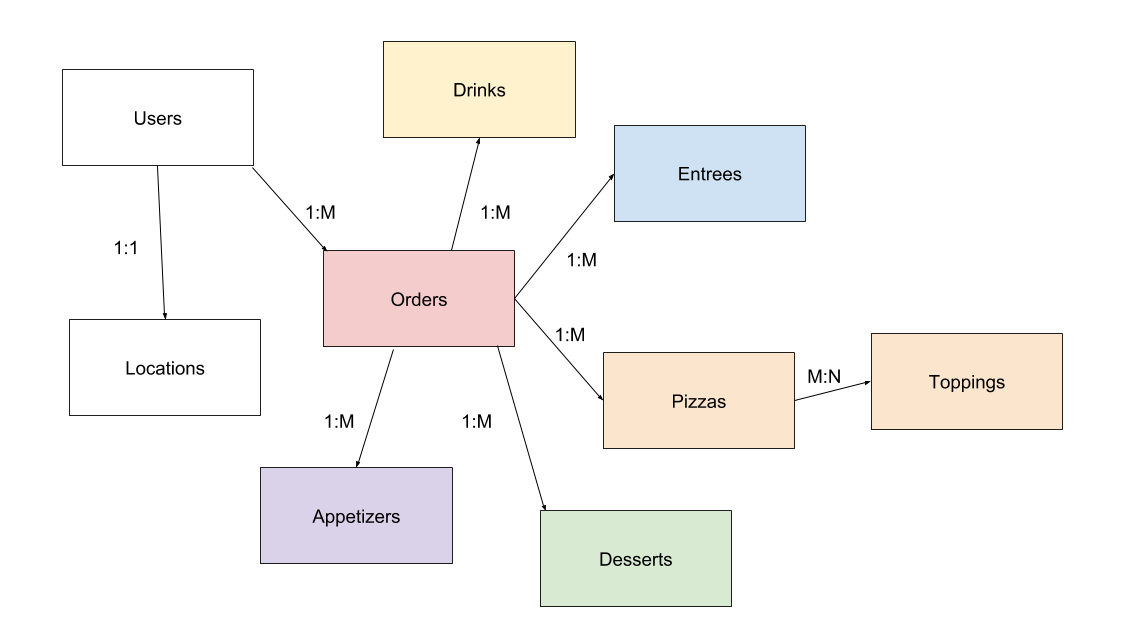 Drinks
Users
Entrees
1:M
1:M
1:1
1:M
Orders
1:M
Locations
M:N
Toppings
Pizzas
1:M
1:M
Appetizers
Desserts